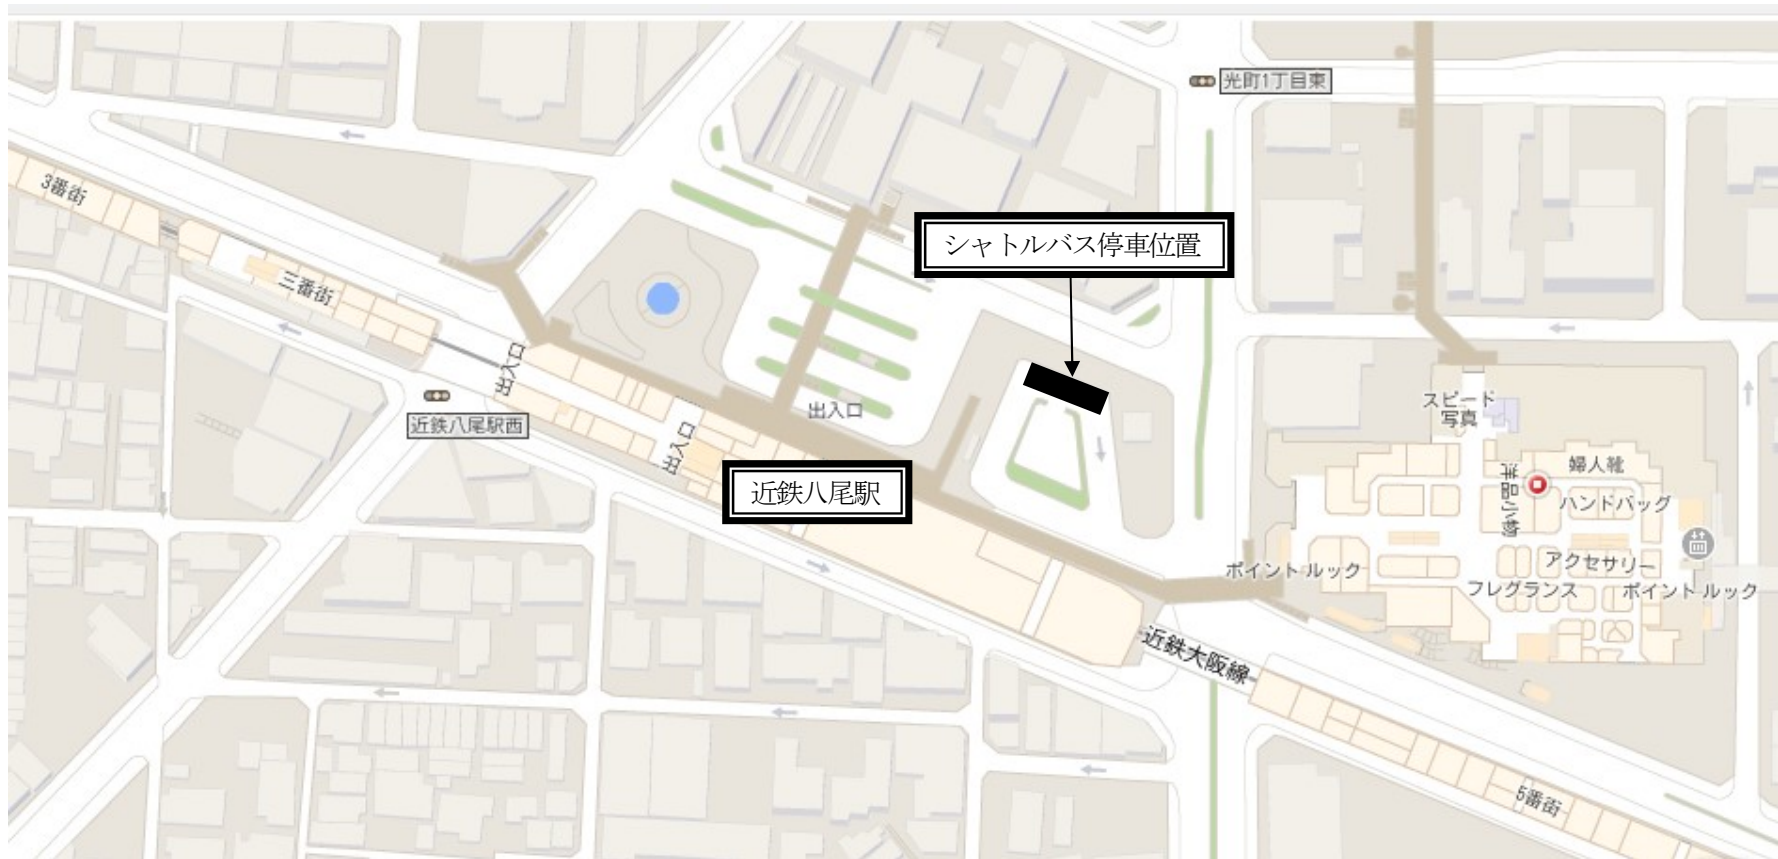 光町1丁目東
3番街
シャトルバス停車位置
三番街
出入口
近鉄八尾駅西
出入口
出入口
スピード
写真
婦人靴
洋品小物
ハンドバッグ
近鉄八尾駅
アクセサリー
ポイント ルック
フレグランス
ポイント ルック
近鉄大阪線
5番街